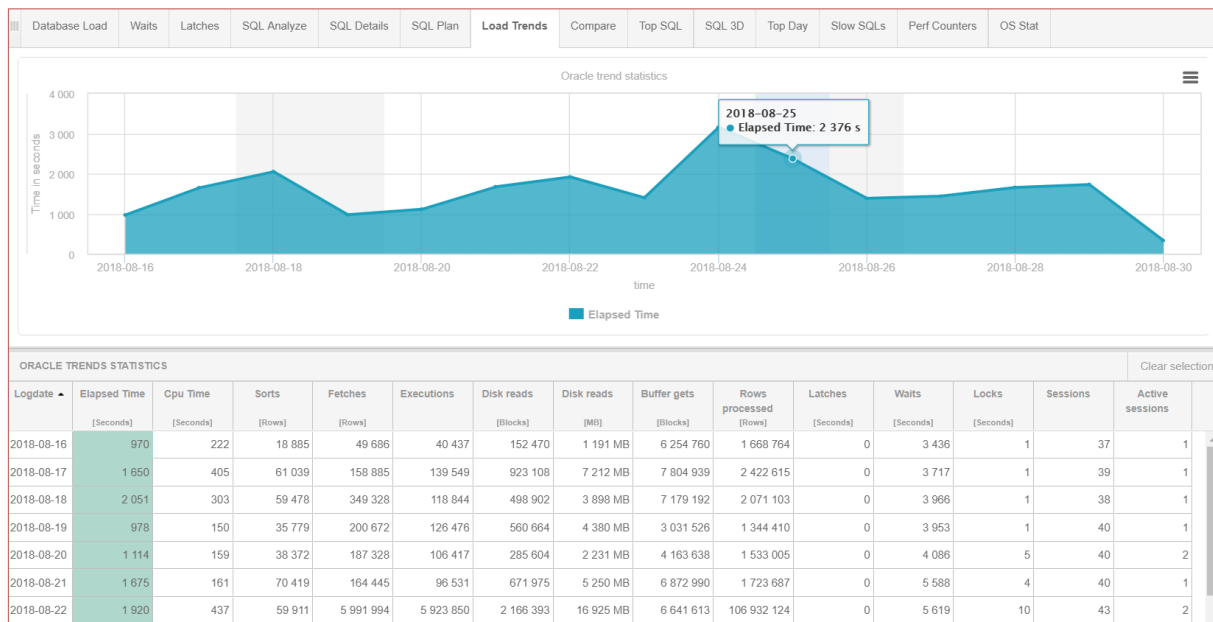 Database Load Waits Latches SQL Analyze SQL Details SQL Plan Load Trends Compare Top SQL SQL 3D Top Day Slow SQLs Perf Counters OS Stat
Oracle trend statistics
4 000
3 000
2 000
1 000
0
Time in seconds
2018-08-25
Elapsed Time: 2 376 s
2018-08-16 2018-08-18 2018-08-20 2018-08-22 2018-08-24 2018-08-26 2018-08-28 2018-08-30
time
Elapsed Time
ORACLE TRENDS STATISTICS Clear selection
Logdate Elapsed Time Cpu Time Sorts Fetches Executions Disk reads Disk reads Buffer gets Rows processed Latches Waits Locks Sessions Active sessions
[Seconds] [Seconds] [Rows] [Rows] [Blocks] [MB] [Blocks] [Rows] [Seconds] [Seconds] [Seconds]
2018-08-16 970 222 18 885 49 686 40 437 152 470 1 191 MB 6 254 760 1 668 764 0 3 436 1 37 1
2018-08-17 1 650 405 61 039 158 885 139 549 923 108 7 212 MB 7 804 939 2 422 615 0 3 717 1 39 1
2018-08-18 2 051 303 59 478 349 328 118 844 498 902 3 898 MB 7 179 192 2 071 103 0 3 966 1 38 1
2018-08-19 978 150 35 779 200 672 126 476 560 664 4 380 MB 3 031 526 1 344 410 0 3 953 1 40 1
2018-08-20 1 114 159 38 372 187 328 106 417 285 604 2 231 MB 4 163 638 1 533 005 0 4 086 5 40 2
2018-08-21 1 675 161 70 419 164 445 96 531 671 975 5 250 MB 6 872 990 1 723 687 0 5 588 4 40 1
2018-08-22 1 920 437 59 911 5 991 994 5 923 850 2 166 393 16 925 MB 6 641 613 106 932 124 0 5 619 10 43 2